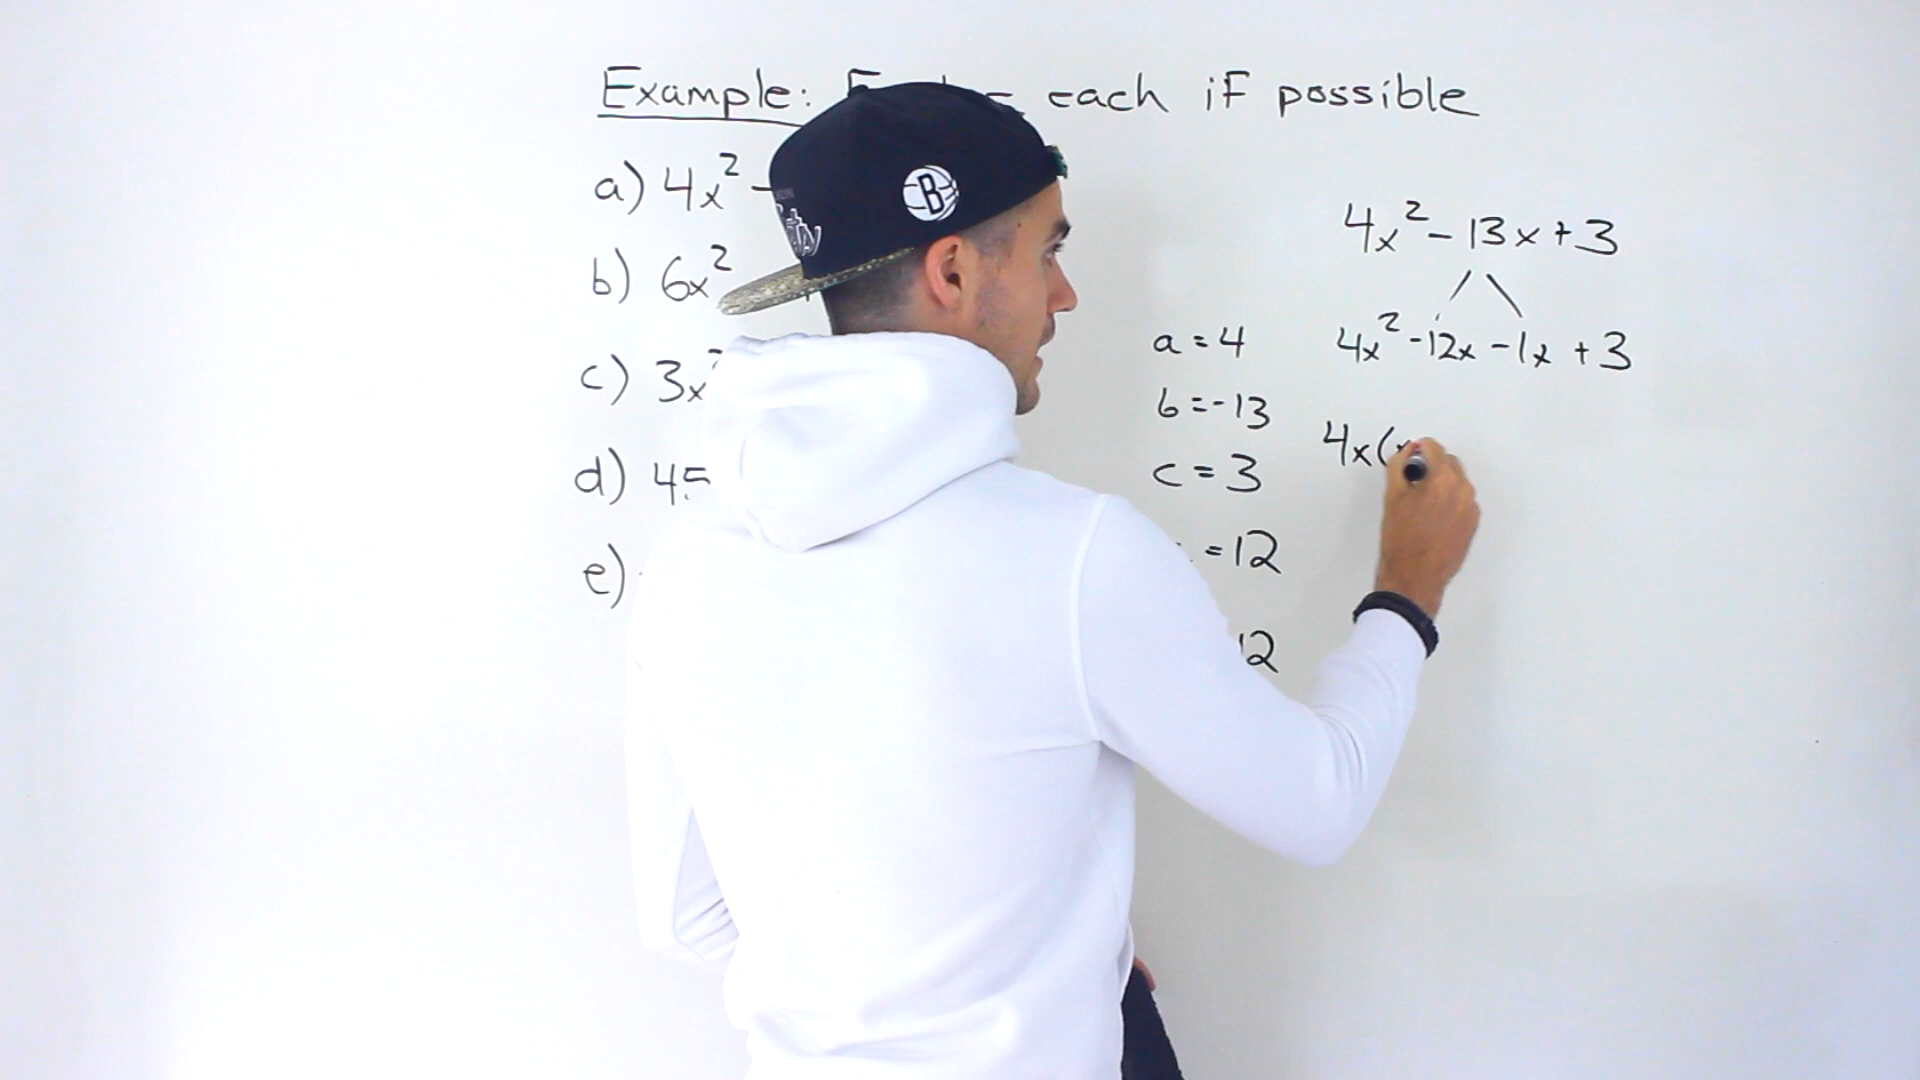 Example: each if possible
a) 4x² -
b) 6x²
c) 3x²
d) 45
e)
4x² - 13x + 3
4x² - 12x - 1x + 3
4x(
a = 4
b = -13
c = 3
= 12
12
B